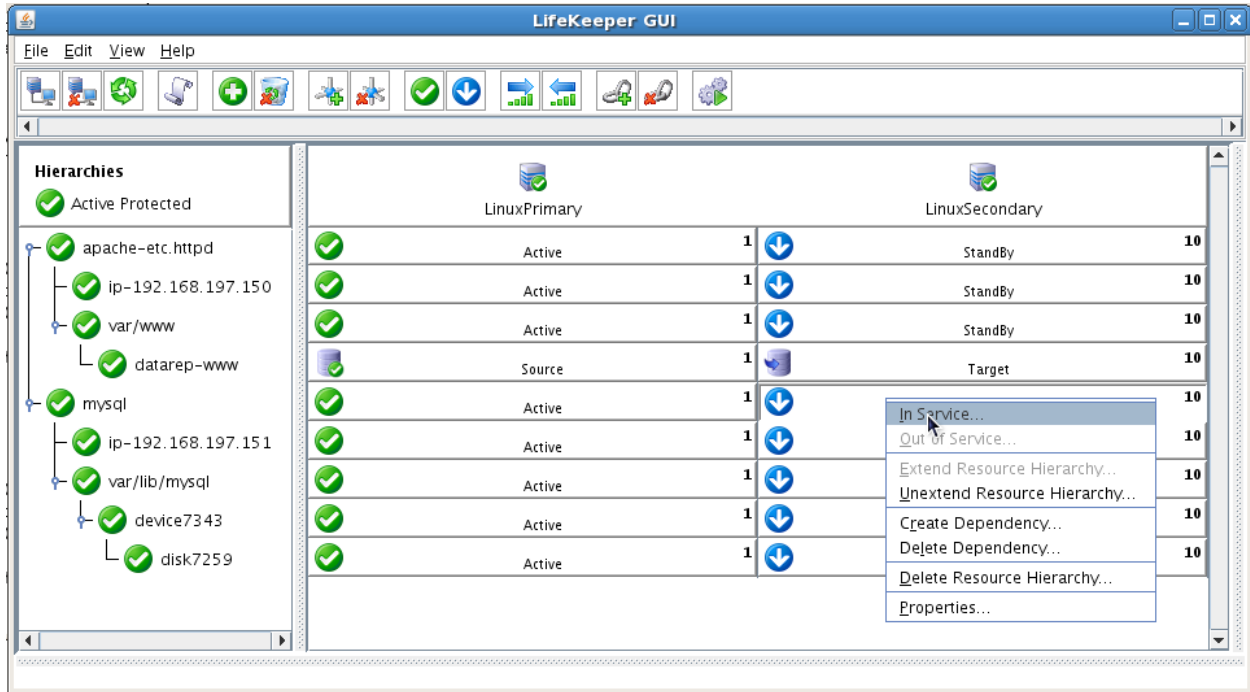 LifeKeeper GUI
File Edit View Help
Hierarchies
Active Protected
LinuxPrimary
LinuxSecondary
apache-etc.httpd
Active 1
StandBy 10
ip-192.168.197.150
Active 1
StandBy 10
var/www
Active 1
StandBy 10
datarep-www
Source 1
Target 10
mysql
Active 1
10
ip-192.168.197.151
Active 1
10
var/lib/mysql
Active 1
10
device7343
Active 1
10
disk7259
Active 1
10
In Service...
Out of Service...
Extend Resource Hierarchy...
Unextend Resource Hierarchy...
Create Dependency...
Delete Dependency...
Delete Resource Hierarchy...
Properties...